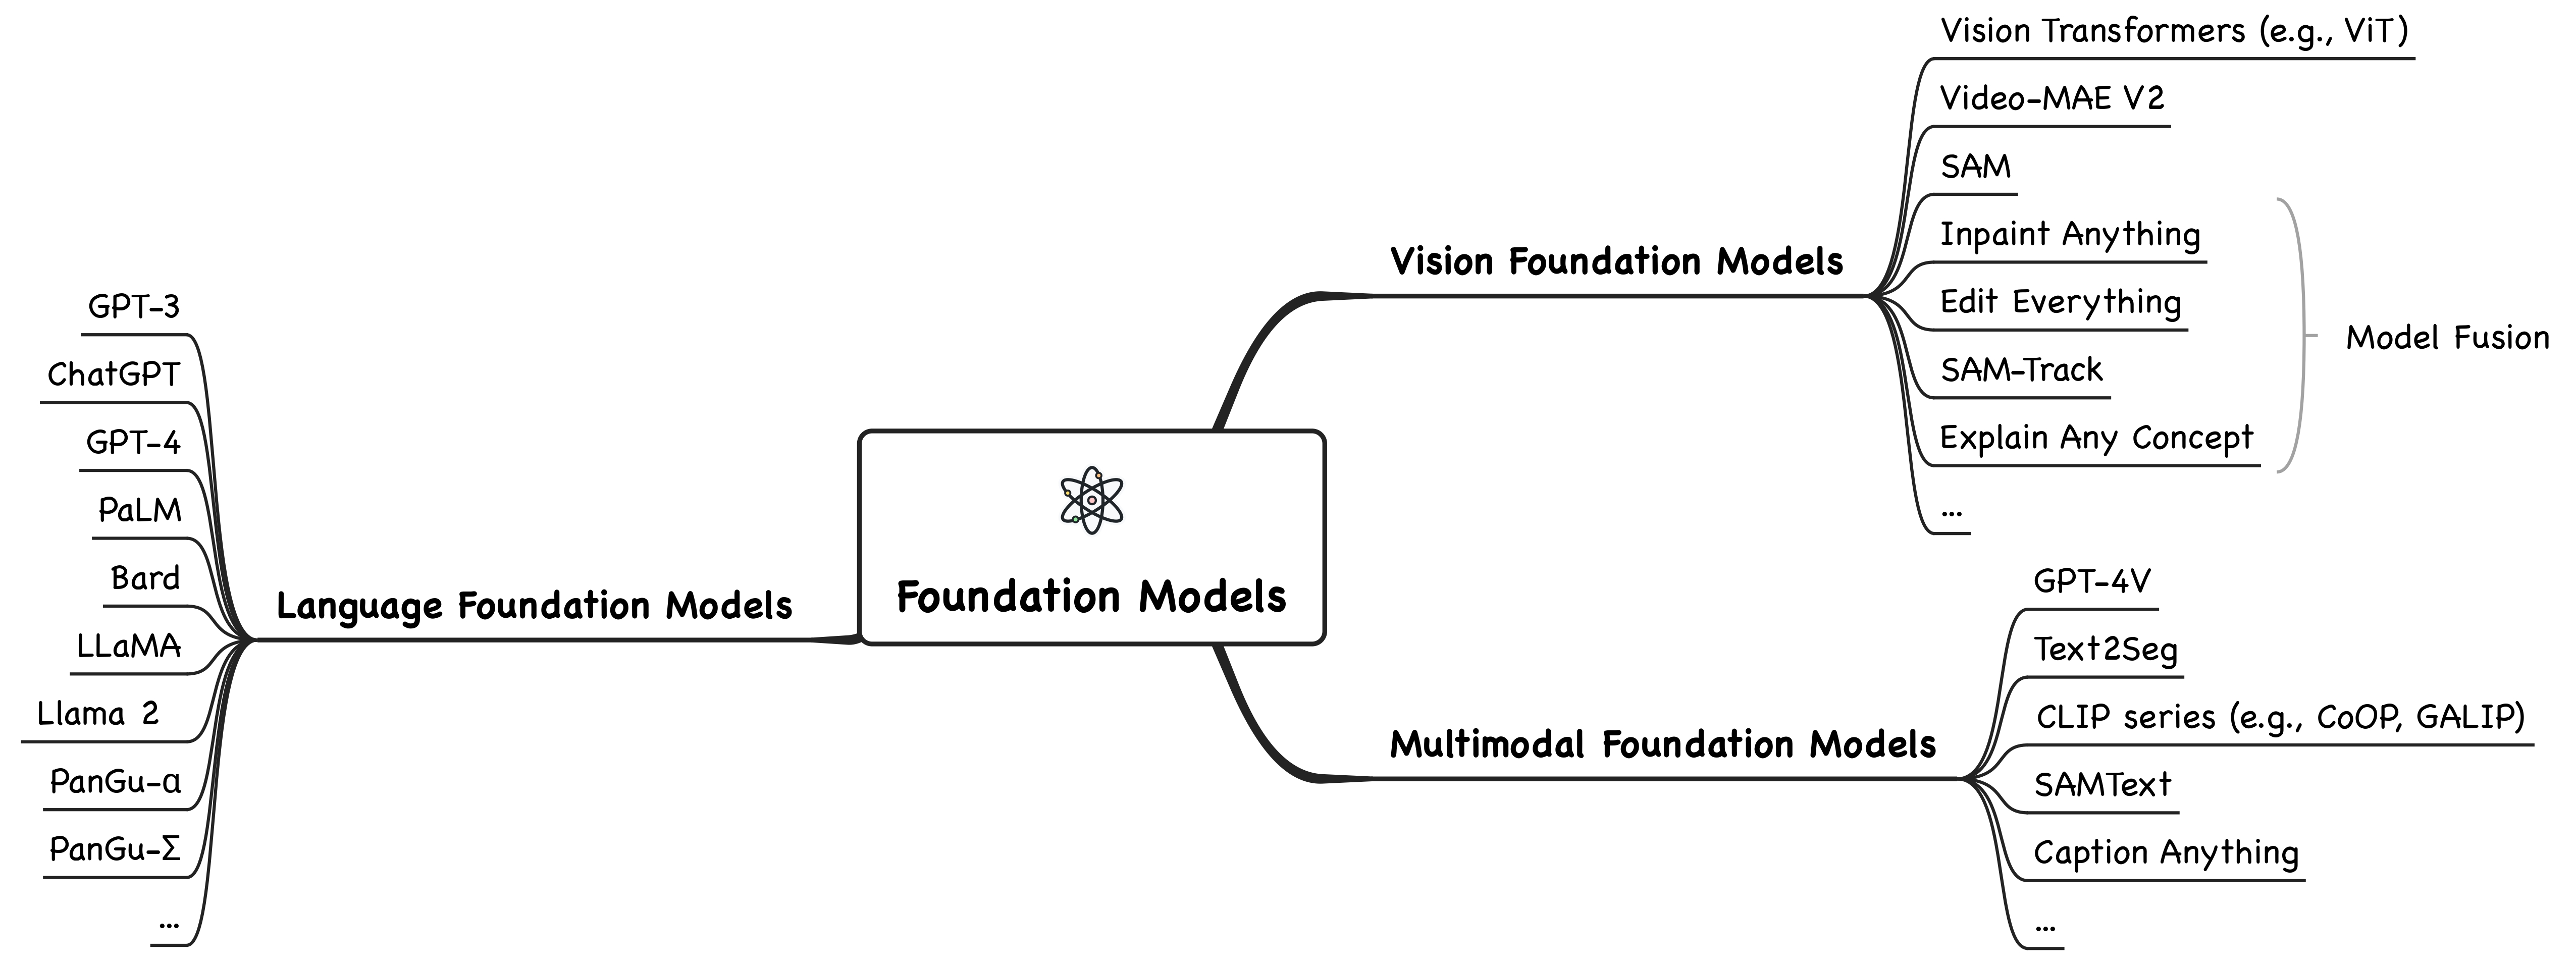 Foundation Models
Language Foundation Models
GPT-3
ChatGPT
GPT-4
PaLM
Bard
LLaMA
Llama 2
PanGu-α
PanGu-Σ
...
Vision Foundation Models
Vision Transformers (e.g., ViT)
Video-MAE V2
SAM
Inpaint Anything
Edit Everything
SAM-Track
Explain Any Concept
...
Model Fusion
Multimodal Foundation Models
GPT-4V
Text2Seg
CLIP series (e.g., CoOP, GALIP)
SAMText
Caption Anything
...